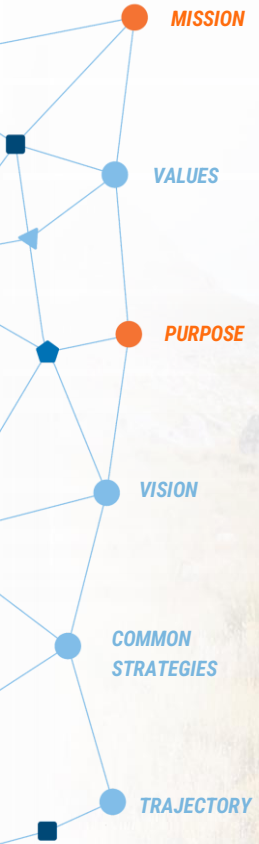 MISSION
VALUES
PURPOSE
VISION
COMMON
STRATEGIES
TRAJECTORY